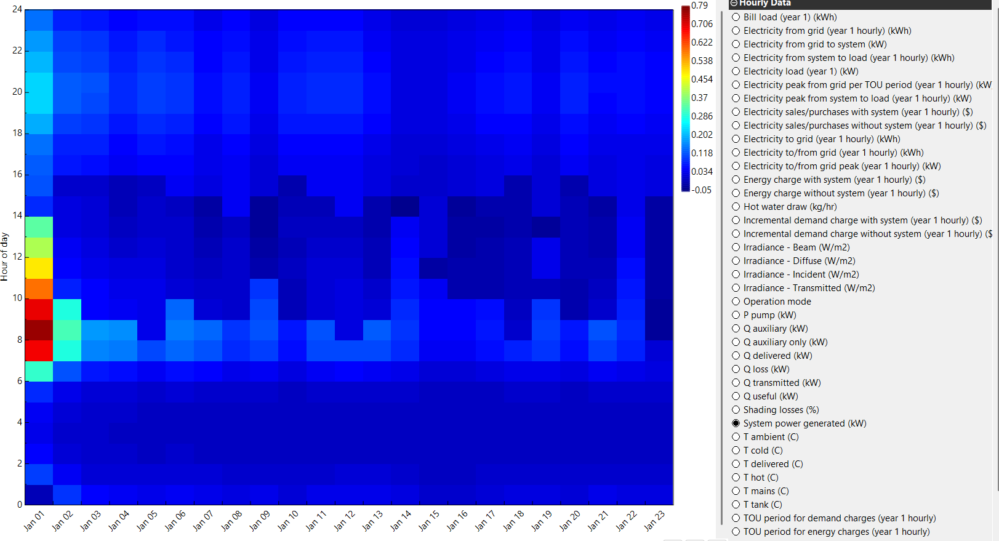 24
22
20
18
16
14
12
10
8
6
4
2
0
Hour of day
Jan 01
Jan 02
Jan 03
Jan 04
Jan 05
Jan 06
Jan 07
Jan 08
Jan 09
Jan 10
Jan 11
Jan 12
Jan 13
Jan 14
Jan 15
Jan 16
Jan 17
Jan 18
Jan 19
Jan 20
Jan 21
Jan 22
Jan 23
0.79
0.706
0.622
0.538
0.454
0.37
0.286
0.202
0.118
0.034
-0.05
Hourly Data
Bill load (year 1) (kWh)
Electricity from grid (year 1 hourly) (kWh)
Electricity from grid to system (kW)
Electricity from system to load (year 1 hourly) (kWh)
Electricity load (year 1) (kW)
Electricity peak from grid per TOU period (year 1 hourly) (kW
Electricity peak from system to load (year 1 hourly) (kW)
Electricity sales/purchases with system (year 1 hourly) ($)
Electricity sales/purchases without system (year 1 hourly) ($)
Electricity to grid (year 1 hourly) (kWh)
Electricity to/from grid (year 1 hourly) (kWh)
Electricity to/from grid peak (year 1 hourly) (kW)
Energy charge with system (year 1 hourly) ($)
Energy charge without system (year 1 hourly) ($)
Hot water draw (kg/hr)
Incremental demand charge with system (year 1 hourly) ($)
Incremental demand charge without system (year 1 hourly) ($
Irradiance - Beam (W/m2)
Irradiance - Diffuse (W/m2)
Irradiance - Incident (W/m2)
Irradiance - Transmitted (W/m2)
Operation mode
P pump (kW)
Q auxiliary (kW)
Q auxiliary only (kW)
Q delivered (kW)
Q loss (kW)
Q transmitted (kW)
Q useful (kW)
Shading losses (%)
System power generated (kW)
T ambient (C)
T cold (C)
T delivered (C)
T hot (C)
T mains (C)
T tank (C)
TOU period for demand charges (year 1 hourly)
TOU period for energy charges (year 1 hourly)